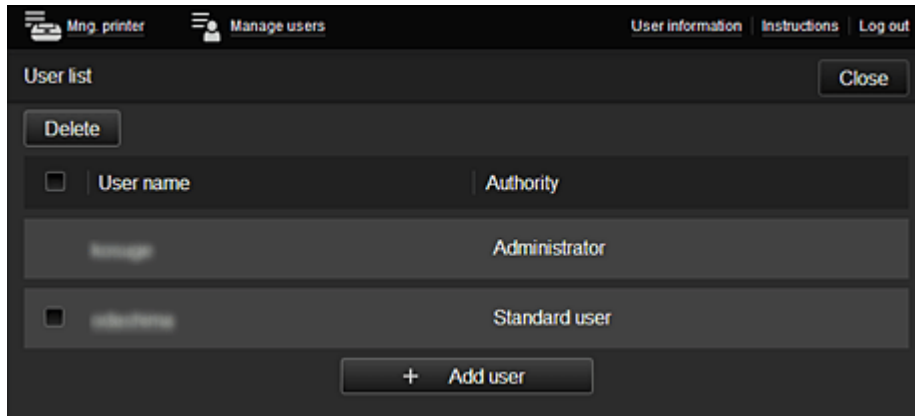 Mng. printer Manage users User information Instructions Log out
User list Close
Delete
User name Authority
Administrator
Standard user
+ Add user